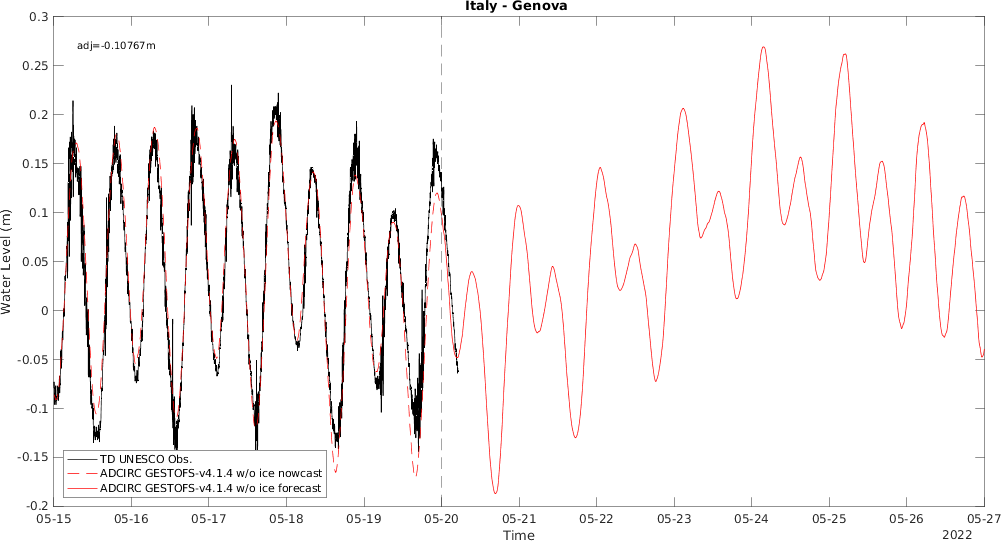 Italy - Genova
adj=-0.10767m
0.3
0.25
0.2
0.15
0.1
0.05
0
-0.05
-0.1
-0.15
-0.2
Water Level (m)
TD UNESCO Obs.
ADCIRC GESTOFS-v4.1.4 w/o ice nowcast
ADCIRC GESTOFS-v4.1.4 w/o ice forecast
05-15 05-16 05-17 05-18 05-19 05-20 05-21 05-22 05-23 05-24 05-25 05-26 05-27
Time
2022